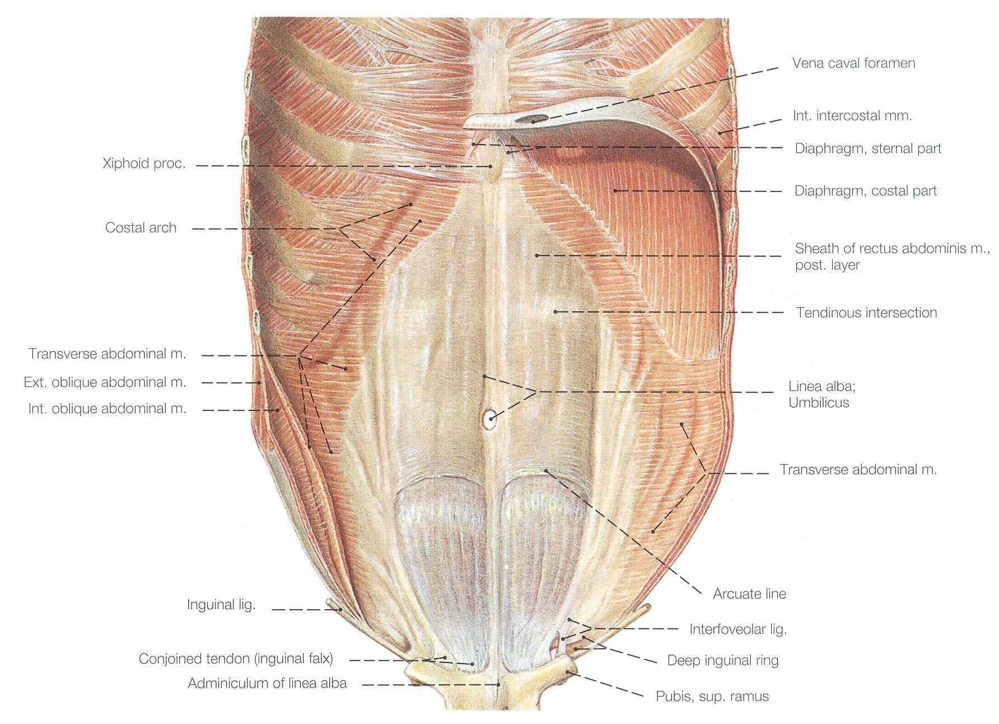 Vena caval foramen
Int. intercostal mm.
Diaphragm, sternal part
Xiphoid proc.
Diaphragm, costal part
Costal arch
Sheath of rectus abdominis m.,
post. layer
Tendinous intersection
Transverse abdominal m.
Ext. oblique abdominal m.
Int. oblique abdominal m.
Linea alba;
Umbilicus
Transverse abdominal m.
Arcuate line
Inguinal lig.
Interfoveolar lig.
Conjoined tendon (inguinal falx)
Deep inguinal ring
Adminiculum of linea alba
Pubis, sup. ramus